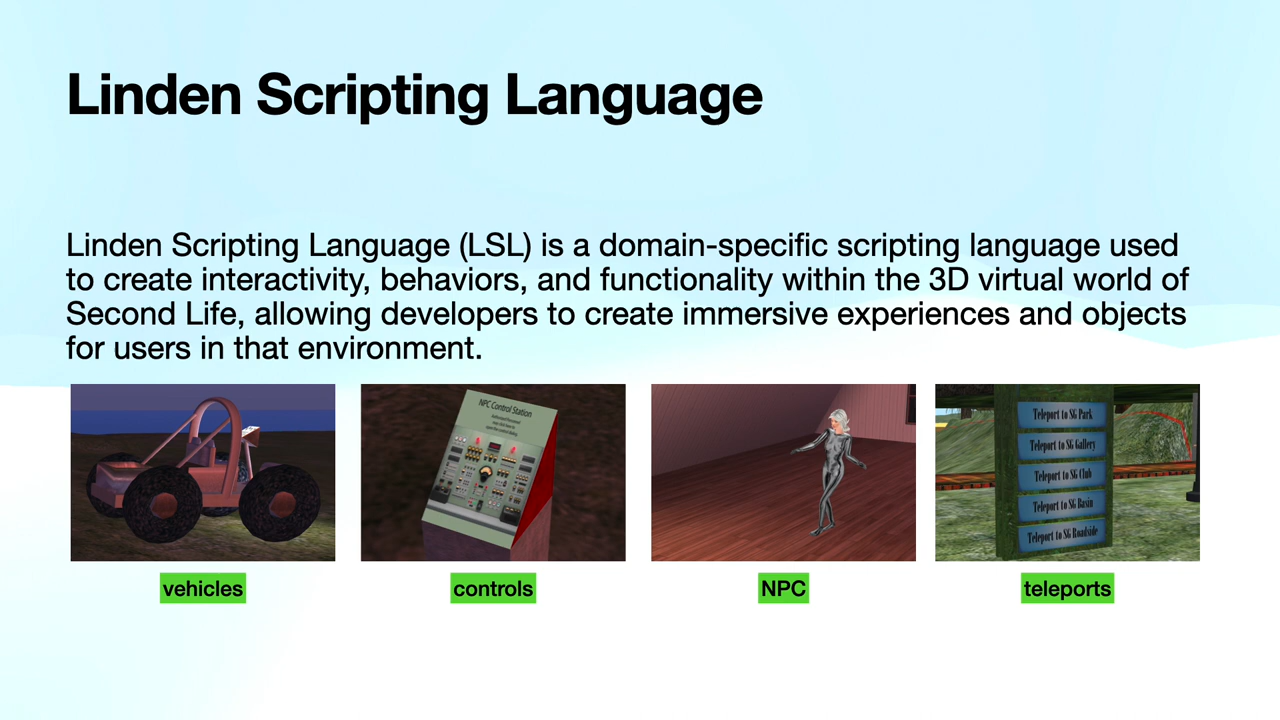 Linden Scripting Language
Linden Scripting Language (LSL) is a domain-specific scripting language used
to create interactivity, behaviors, and functionality within the 3D virtual world of
Second Life, allowing developers to create immersive experiences and objects
for users in that environment.
NPC Control Station
Teleport to SG Park
Teleport to SG Gallery
Teleport to SG Club
Teleport to SG Basin
Teleport to SG Roadside
vehicles
controls
NPC
teleports